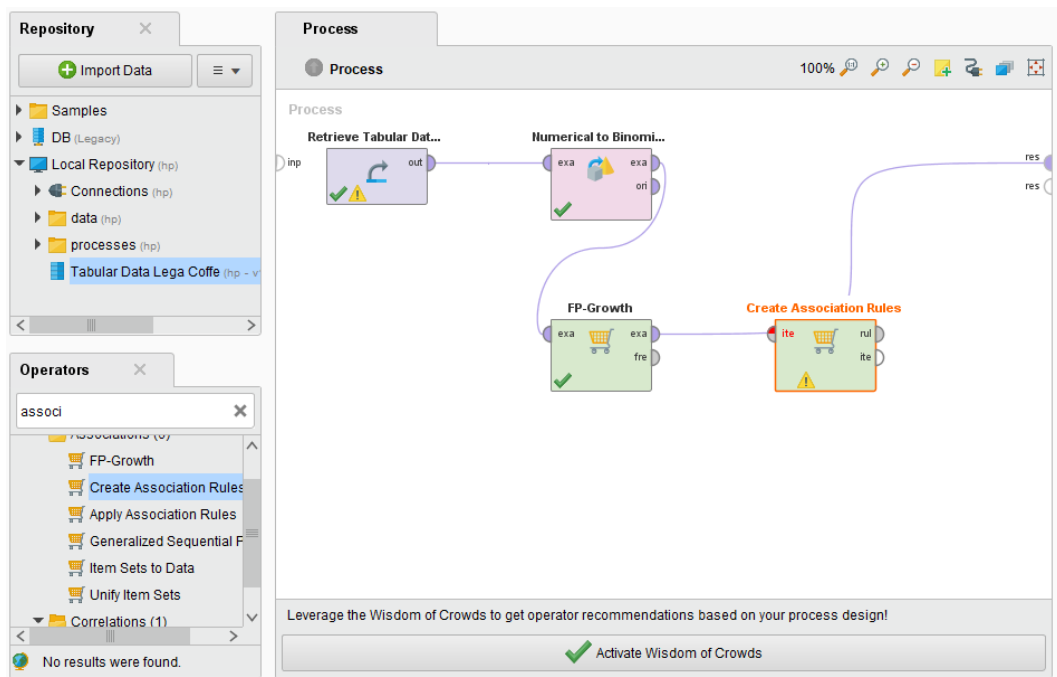 Repository
Import Data
Samples
DB (Legacy)
Local Repository (hp)
Connections (hp)
data (hp)
processes (hp)
Tabular Data Lega Coffe (hp - v
Operators
associ
Associations (6)
FP-Growth
Create Association Rules
Apply Association Rules
Generalized Sequential F
Item Sets to Data
Unify Item Sets
Correlations (1)
No results were found.
Process
Process
100%
Process
Retrieve Tabular Dat...
Numerical to Binomi...
inp
out
exa
exa
ori
res
res
FP-Growth
Create Association Rules
exa
exa
fre
ite
rul
ite
Leverage the Wisdom of Crowds to get operator recommendations based on your process design!
Activate Wisdom of Crowds